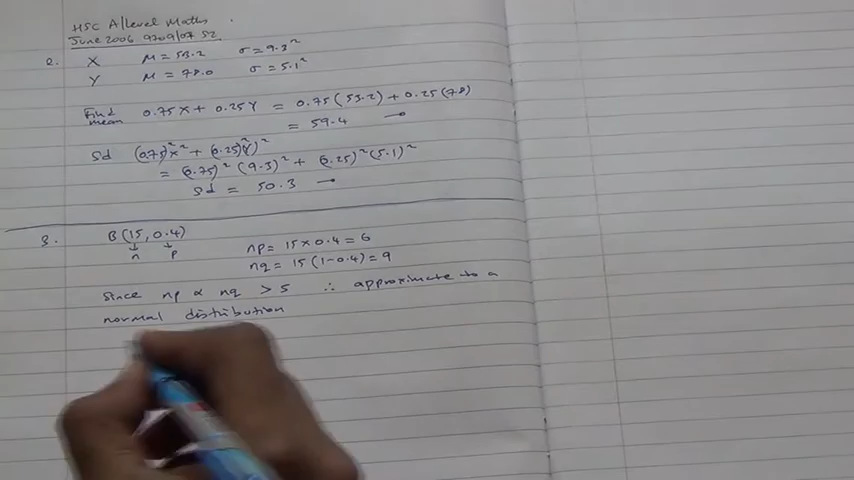 HSC A/Level Maths
June 2006 9709/07 S2
2. X μ = 53.2 σ = 9.3²
Y μ = 78.0 σ = 5.1²
Find mean 0.75X + 0.25Y = 0.75(53.2) + 0.25(78)
= 59.4 →
Sd (0.75)²X² + (0.25)²(Y)²
= (0.75)²(9.3)² + (0.25)²(5.1)²
Sd = 50.3 →
3. B(15, 0.4)
n p
np = 15 × 0.4 = 6
nq = 15(1-0.4) = 9
Since np & nq > 5 ∴ approximate to a
normal distribution